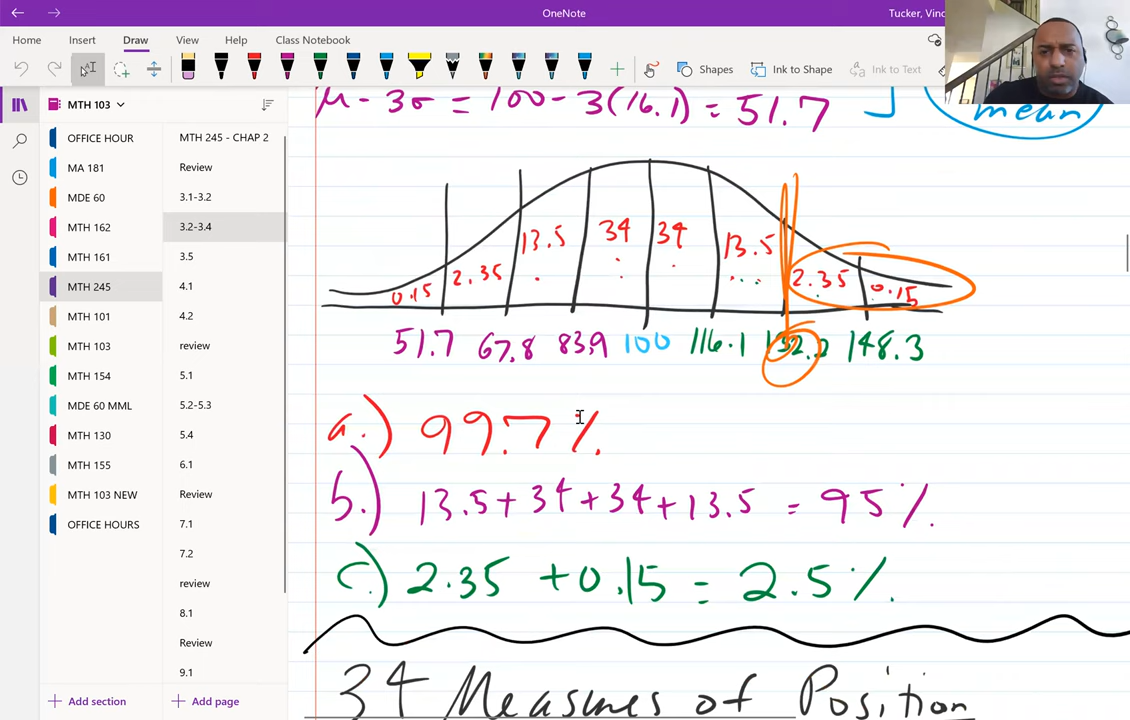 OneNote
Tucker, Vinc
Home Insert Draw View Help Class Notebook
Shapes Ink to Shape Ink to Text
MTH 103
OFFICE HOUR
MA 181
MDE 60
MTH 162
MTH 161
MTH 245
MTH 101
MTH 103
MTH 154
MDE 60 MML
MTH 130
MTH 155
MTH 103 NEW
OFFICE HOURS
Add section
MTH 245 - CHAP 2
Review
3.1-3.2
3.2-3.4
3.5
4.1
4.2
review
5.1
5.2-5.3
5.4
6.1
Review
7.1
7.2
review
8.1
Review
9.1
Add page
μ - 3σ = 100 - 3(16.1) = 51.7
mean
0.15 2.35 13.5 34 34 13.5 2.35 0.15
51.7 67.8 83.9 100 116.1 132.2 148.3
a.) 99.7%
b.) 13.5 + 34 + 34 + 13.5 = 95%
c.) 2.35 + 0.15 = 2.5%
34 Measures of Position